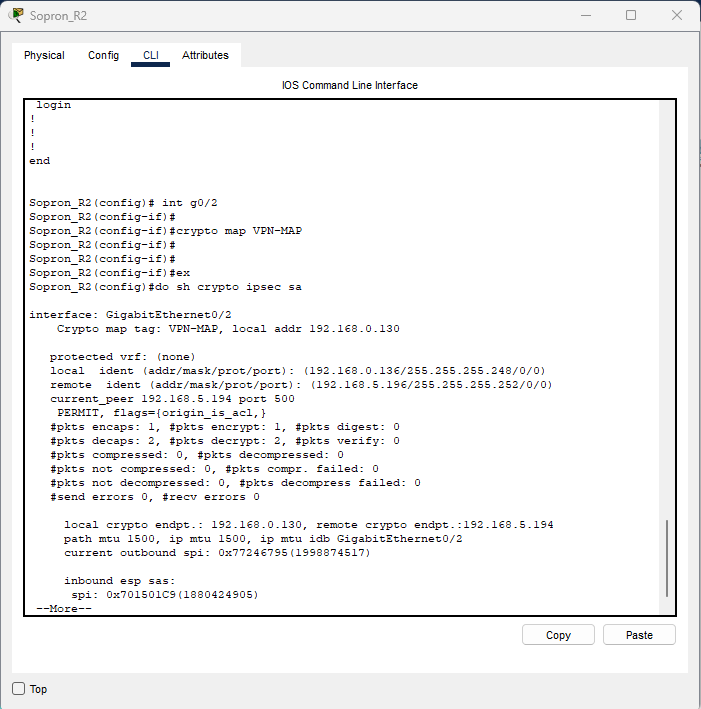 Sopron_R2
Physical Config CLI Attributes
IOS Command Line Interface
login
!
!
!
end
Sopron_R2(config)# int g0/2
Sopron_R2(config-if)#
Sopron_R2(config-if)#crypto map VPN-MAP
Sopron_R2(config-if)#
Sopron_R2(config-if)#
Sopron_R2(config-if)#ex
Sopron_R2(config)#do sh crypto ipsec sa
interface: GigabitEthernet0/2
Crypto map tag: VPN-MAP, local addr 192.168.0.130
protected vrf: (none)
local ident (addr/mask/prot/port): (192.168.0.136/255.255.255.248/0/0)
remote ident (addr/mask/prot/port): (192.168.5.196/255.255.255.252/0/0)
current_peer 192.168.5.194 port 500
PERMIT, flags={origin_is_acl,}
#pkts encaps: 1, #pkts encrypt: 1, #pkts digest: 0
#pkts decaps: 2, #pkts decrypt: 2, #pkts verify: 0
#pkts compressed: 0, #pkts decompressed: 0
#pkts not compressed: 0, #pkts compr. failed: 0
#pkts not decompressed: 0, #pkts decompress failed: 0
#send errors 0, #recv errors 0
local crypto endpt.: 192.168.0.130, remote crypto endpt.:192.168.5.194
path mtu 1500, ip mtu 1500, ip mtu idb GigabitEthernet0/2
current outbound spi: 0x77246795(1998874517)
inbound esp sas:
spi: 0x701501C9(1880424905)
--More--
Copy Paste
Top